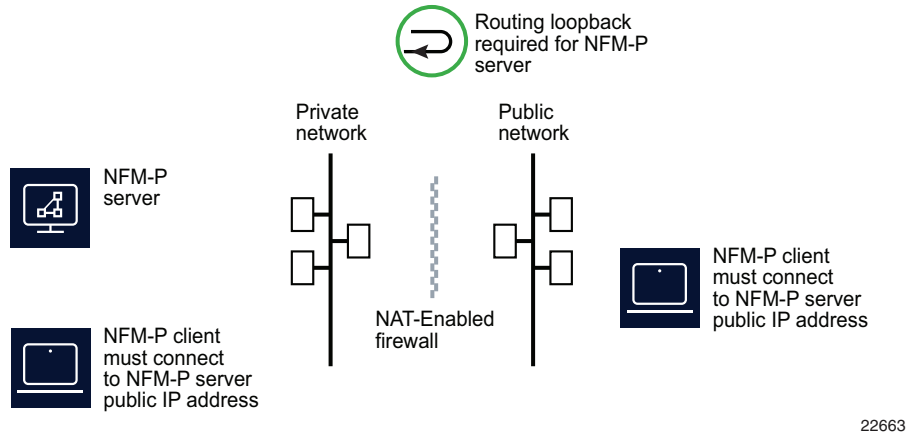 Routing loopback
required for NFM-P
server
Private
network
Public
network
NFM-P
server
NFM-P client
must connect
to NFM-P server
public IP address
NAT-Enabled
firewall
NFM-P client
must connect
to NFM-P server
public IP address
22663